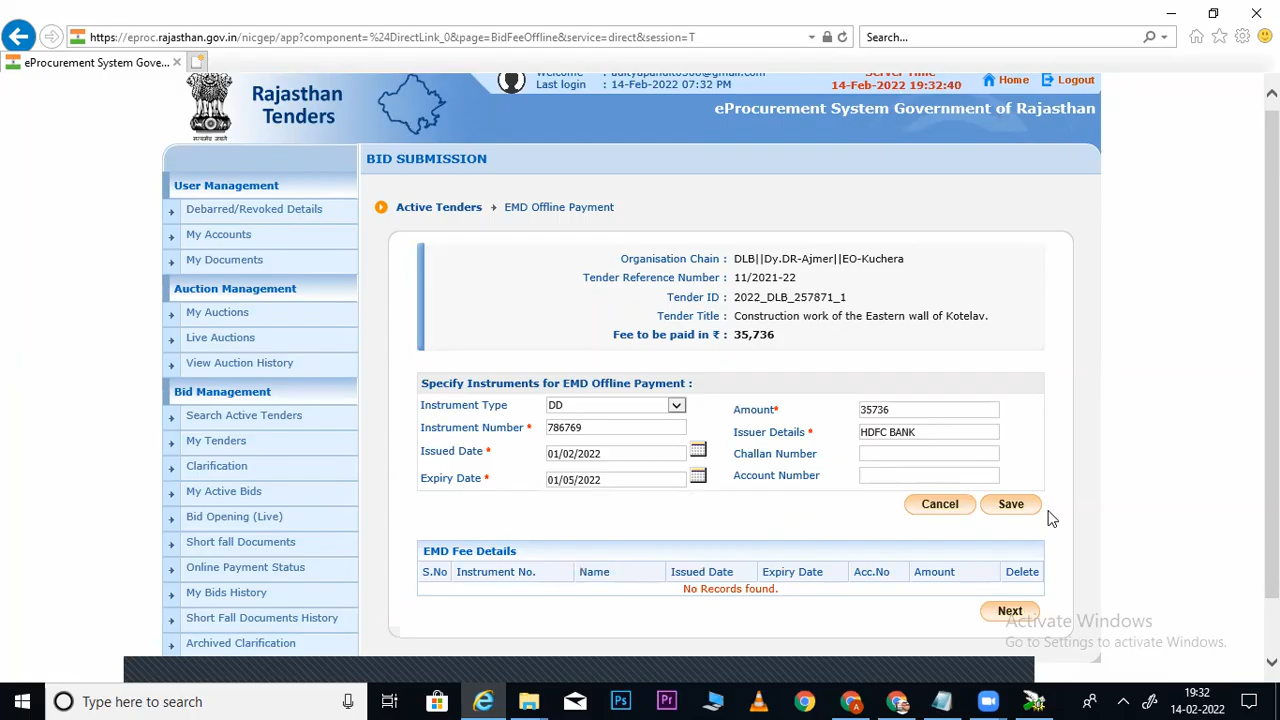 https://eproc.rajasthan.gov.in/nicgep/app?component=%24DirectLink_0&page=BidFeeOffline&service=direct&session=T
Search...
eProcurement System Gove...
Rajasthan Tenders
Last login : 14-Feb-2022 07:32 PM
14-Feb-2022 19:32:40
Home
Logout
eProcurement System Government of Rajasthan
BID SUBMISSION
User Management
Debarred/Revoked Details
My Accounts
My Documents
Auction Management
My Auctions
Live Auctions
View Auction History
Bid Management
Search Active Tenders
My Tenders
Clarification
My Active Bids
Bid Opening (Live)
Short fall Documents
Online Payment Status
My Bids History
Short Fall Documents History
Archived Clarification
Active Tenders
EMD Offline Payment
Organisation Chain : DLB||Dy.DR-Ajmer||EO-Kuchera
Tender Reference Number : 11/2021-22
Tender ID : 2022_DLB_257871_1
Tender Title : Construction work of the Eastern wall of Kotelav.
Fee to be paid in ₹ : 35,736
Specify Instruments for EMD Offline Payment :
Instrument Type DD
Amount* 35736
Instrument Number * 786769
Issuer Details * HDFC BANK
Issued Date * 01/02/2022
Challan Number
Expiry Date * 01/05/2022
Account Number
Cancel
Save
EMD Fee Details
S.No Instrument No. Name Issued Date Expiry Date Acc.No Amount Delete
No Records found.
Next
Activate Windows
Go to Settings to activate Windows.
Type here to search
19:32
14-02-2022